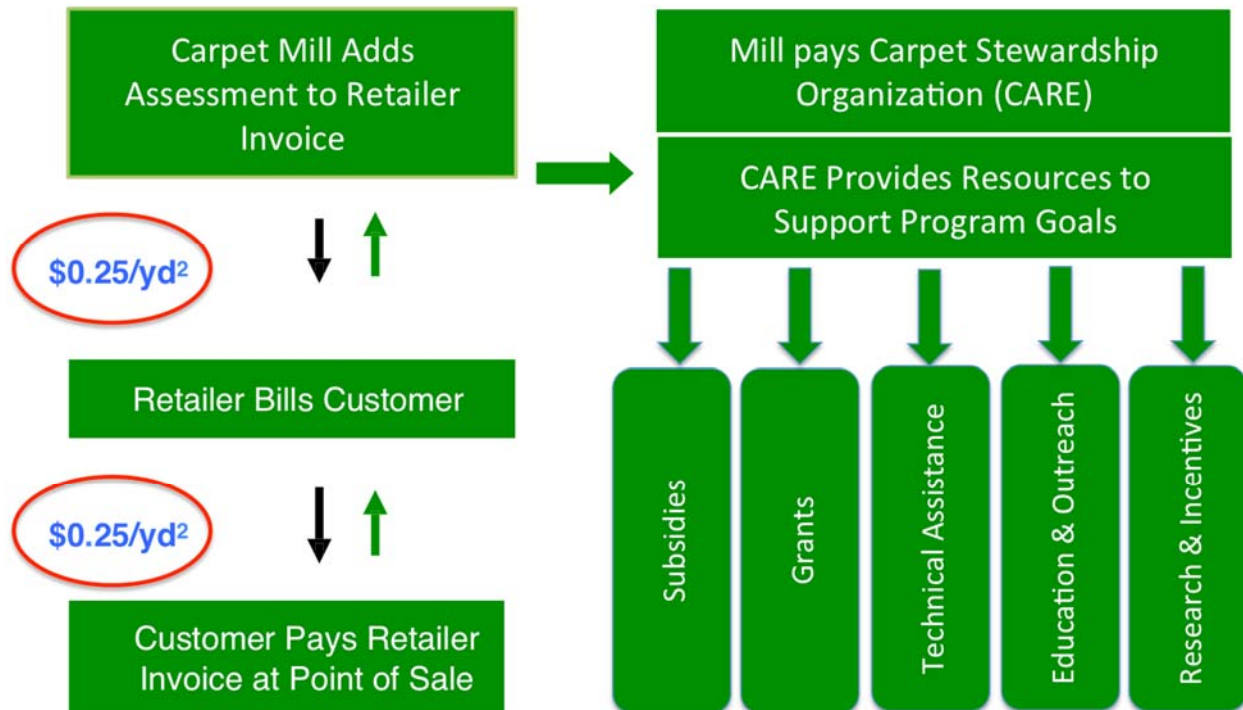 Carpet Mill Adds
Assessment to Retailer
Invoice
$0.25/yd²
Retailer Bills Customer
$0.25/yd²
Customer Pays Retailer
Invoice at Point of Sale
Mill pays Carpet Stewardship
Organization (CARE)
CARE Provides Resources to
Support Program Goals
Subsidies
Grants
Technical Assistance
Education & Outreach
Research & Incentives